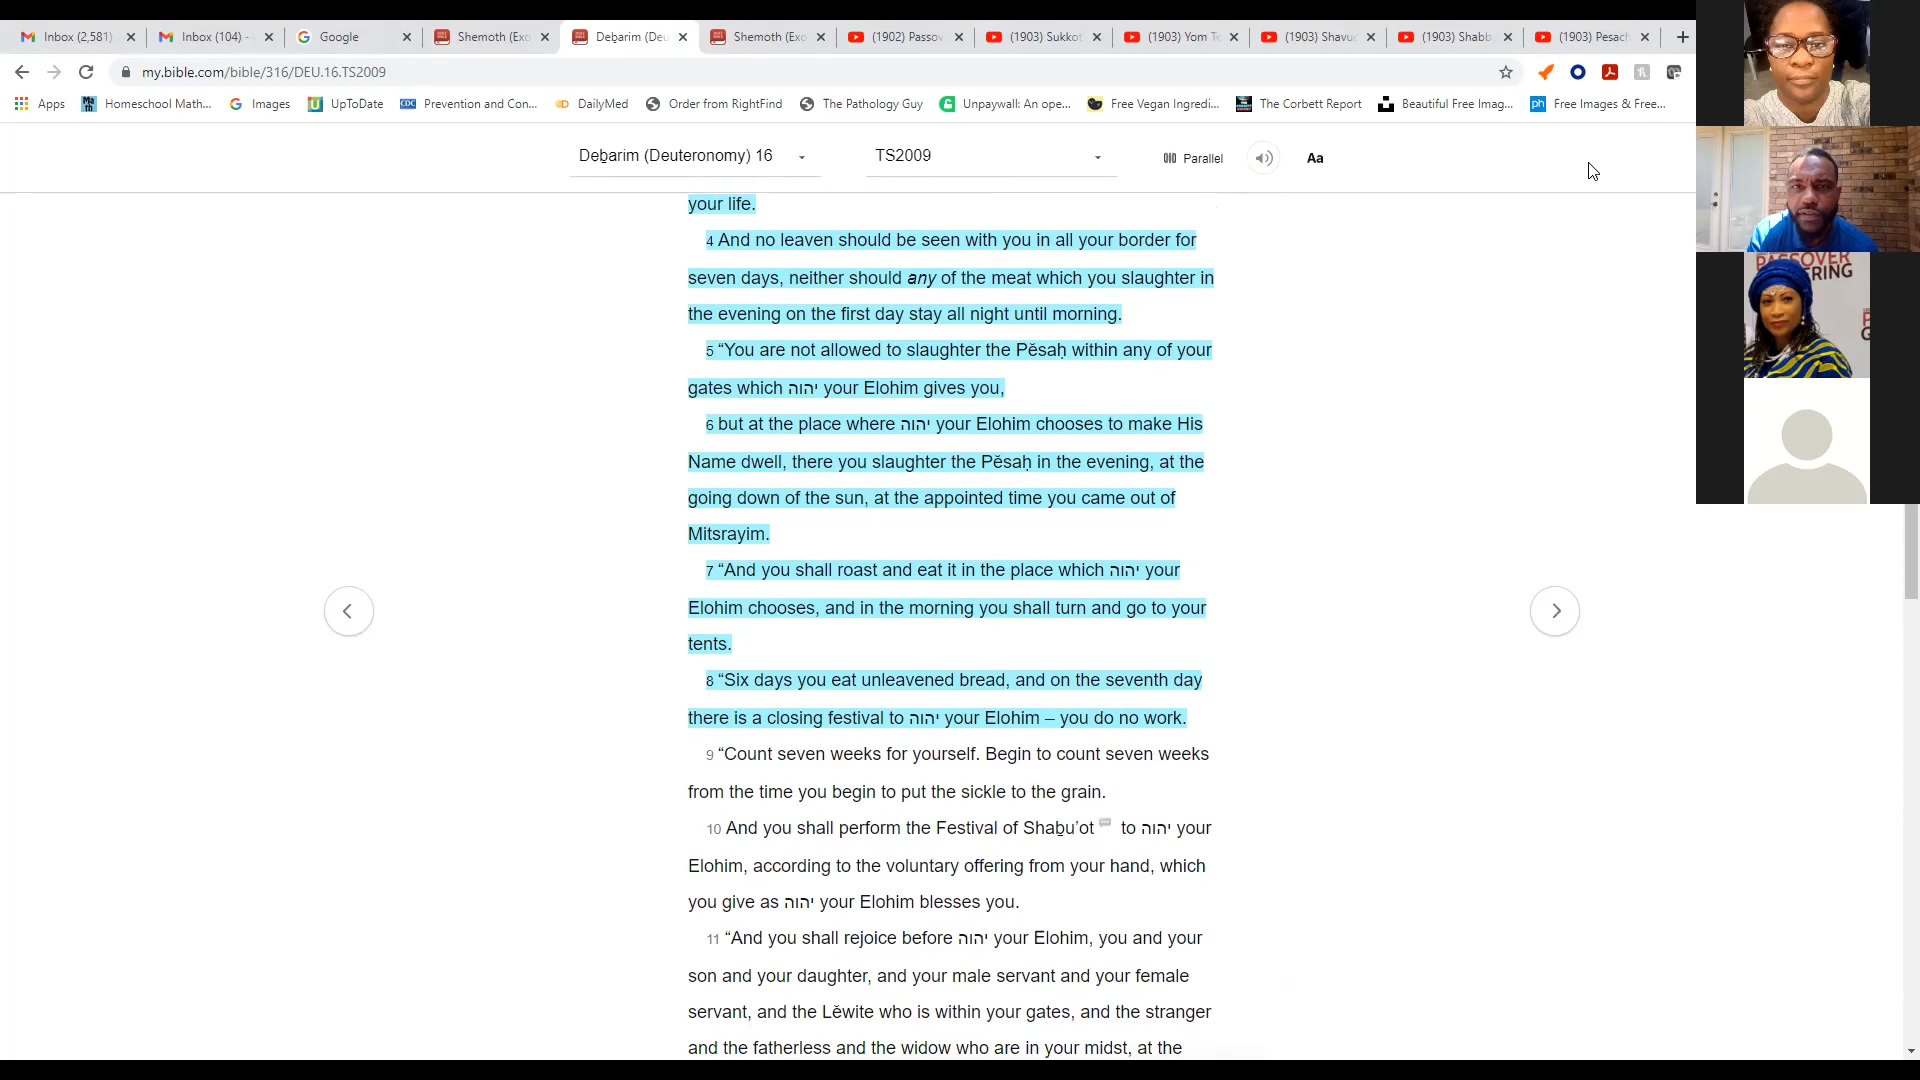 Inbox (2,581)
Inbox (104) -
Google
Shemoth (Exo
Deḇarim (Deu
Shemoth (Exo
(1902) Passov
(1903) Sukkot
(1903) Yom Te
(1903) Shavuo
(1903) Shabb
(1903) Pesach
my.bible.com/bible/316/DEU.16.TS2009
Apps
Homeschool Math...
Images
UpToDate
CDC
Prevention and Con...
DailyMed
Order from RightFind
The Pathology Guy
Unpaywall: An ope...
Free Vegan Ingredi...
The Corbett Report
Beautiful Free Imag...
ph
Free Images & Free...
Deḇarim (Deuteronomy) 16
TS2009
Parallel
Aa
your life.
4 And no leaven should be seen with you in all your border for
seven days, neither should any of the meat which you slaughter in
the evening on the first day stay all night until morning.
5 “You are not allowed to slaughter the Pěsaḥ within any of your
gates which יהוה your Elohim gives you,
6 but at the place where יהוה your Elohim chooses to make His
Name dwell, there you slaughter the Pěsaḥ in the evening, at the
going down of the sun, at the appointed time you came out of
Mitsrayim.
7 “And you shall roast and eat it in the place which יהוה your
Elohim chooses, and in the morning you shall turn and go to your
tents.
8 “Six days you eat unleavened bread, and on the seventh day
there is a closing festival to יהוה your Elohim – you do no work.
9 “Count seven weeks for yourself. Begin to count seven weeks
from the time you begin to put the sickle to the grain.
10 And you shall perform the Festival of Shaḇu’ot to יהוה your
Elohim, according to the voluntary offering from your hand, which
you give as יהוה your Elohim blesses you.
11 “And you shall rejoice before יהוה your Elohim, you and your
son and your daughter, and your male servant and your female
servant, and the Lěwite who is within your gates, and the stranger
and the fatherless and the widow who are in your midst, at the
PASSOVER